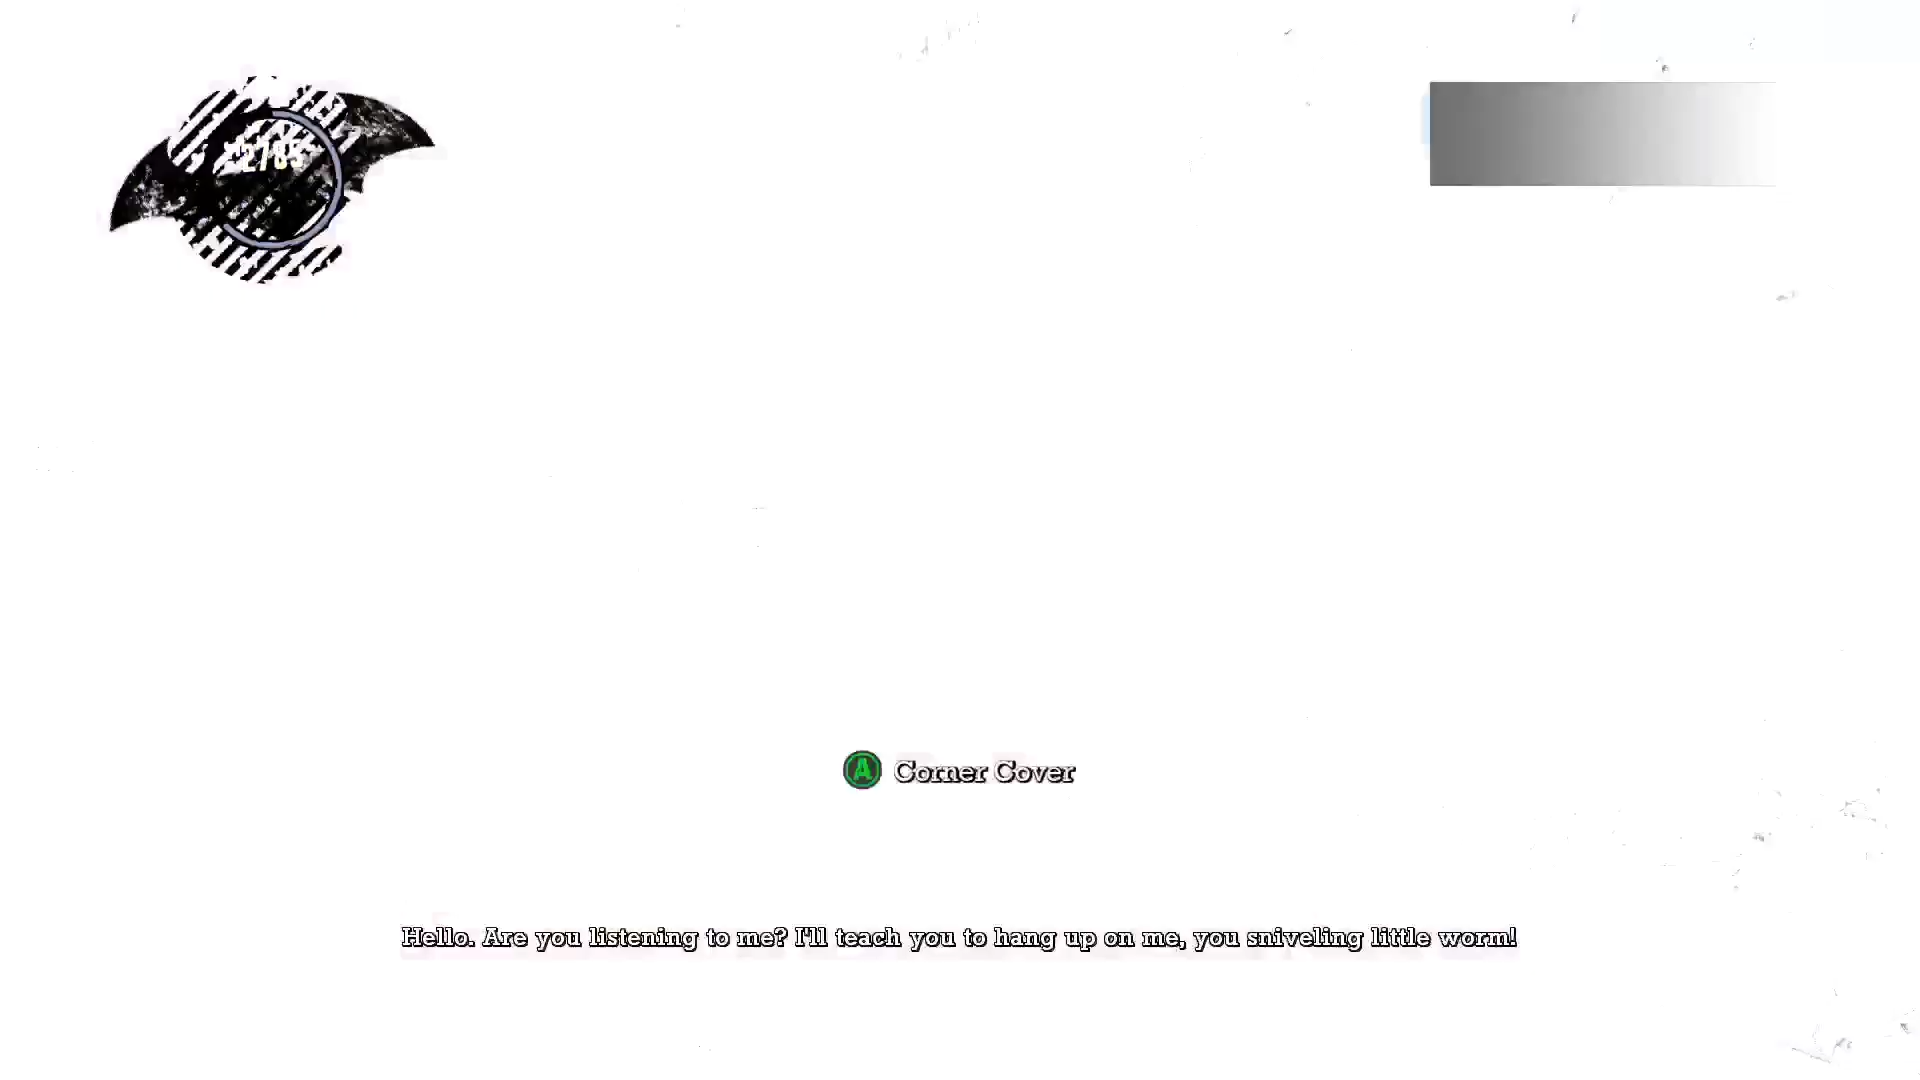 2785
A Corner Cover
Hello. Are you listening to me? I'll teach you to hang up on me, you sniveling little worm!